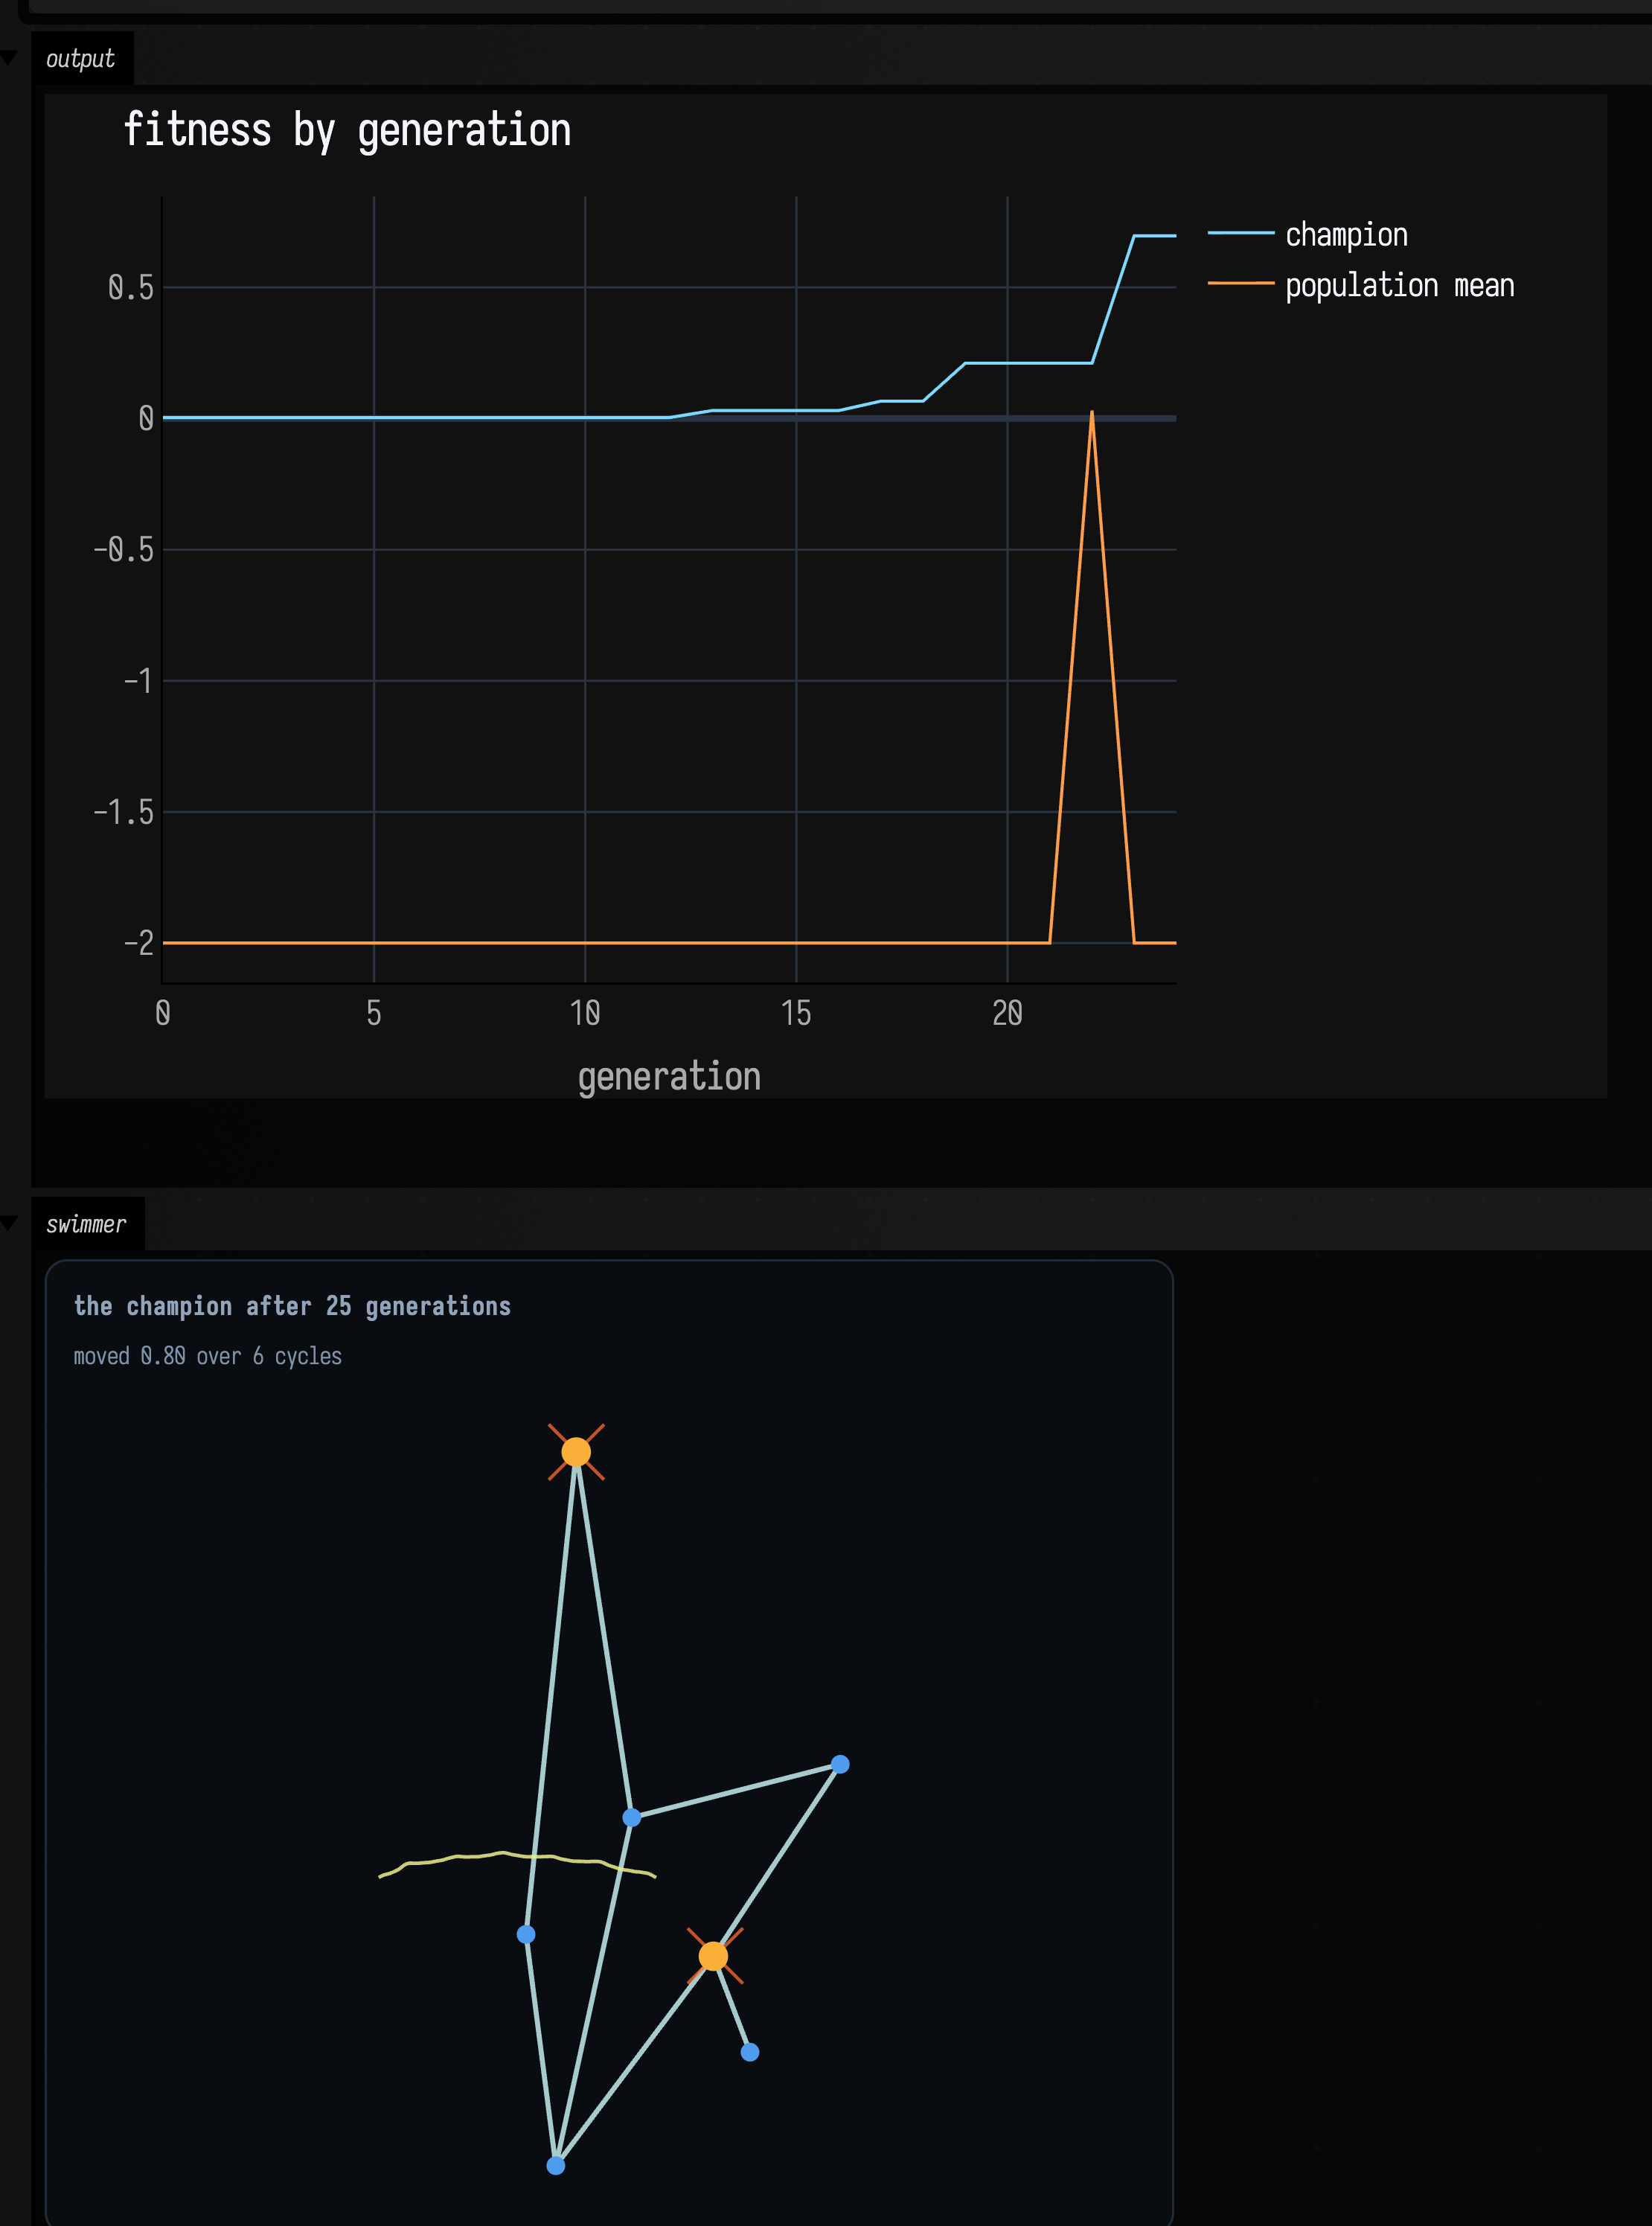 output
fitness by generation
champion
population mean
0.5
0
−0.5
−1
−1.5
−2
0
5
10
15
20
generation
swimmer
the champion after 25 generations
moved 0.80 over 6 cycles